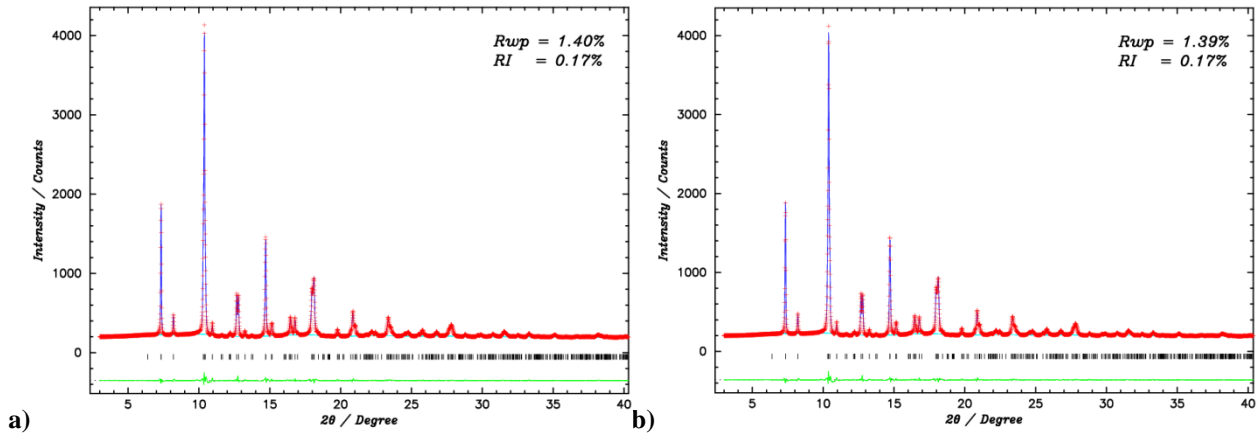 Rwp = 1.40%
RI = 0.17%
Intensity / Counts
4000
3000
2000
1000
0
5 10 15 20 25 30 35 40
2θ / Degree
a)
Rwp = 1.39%
RI = 0.17%
Intensity / Counts
4000
3000
2000
1000
0
5 10 15 20 25 30 35 40
2θ / Degree
b)